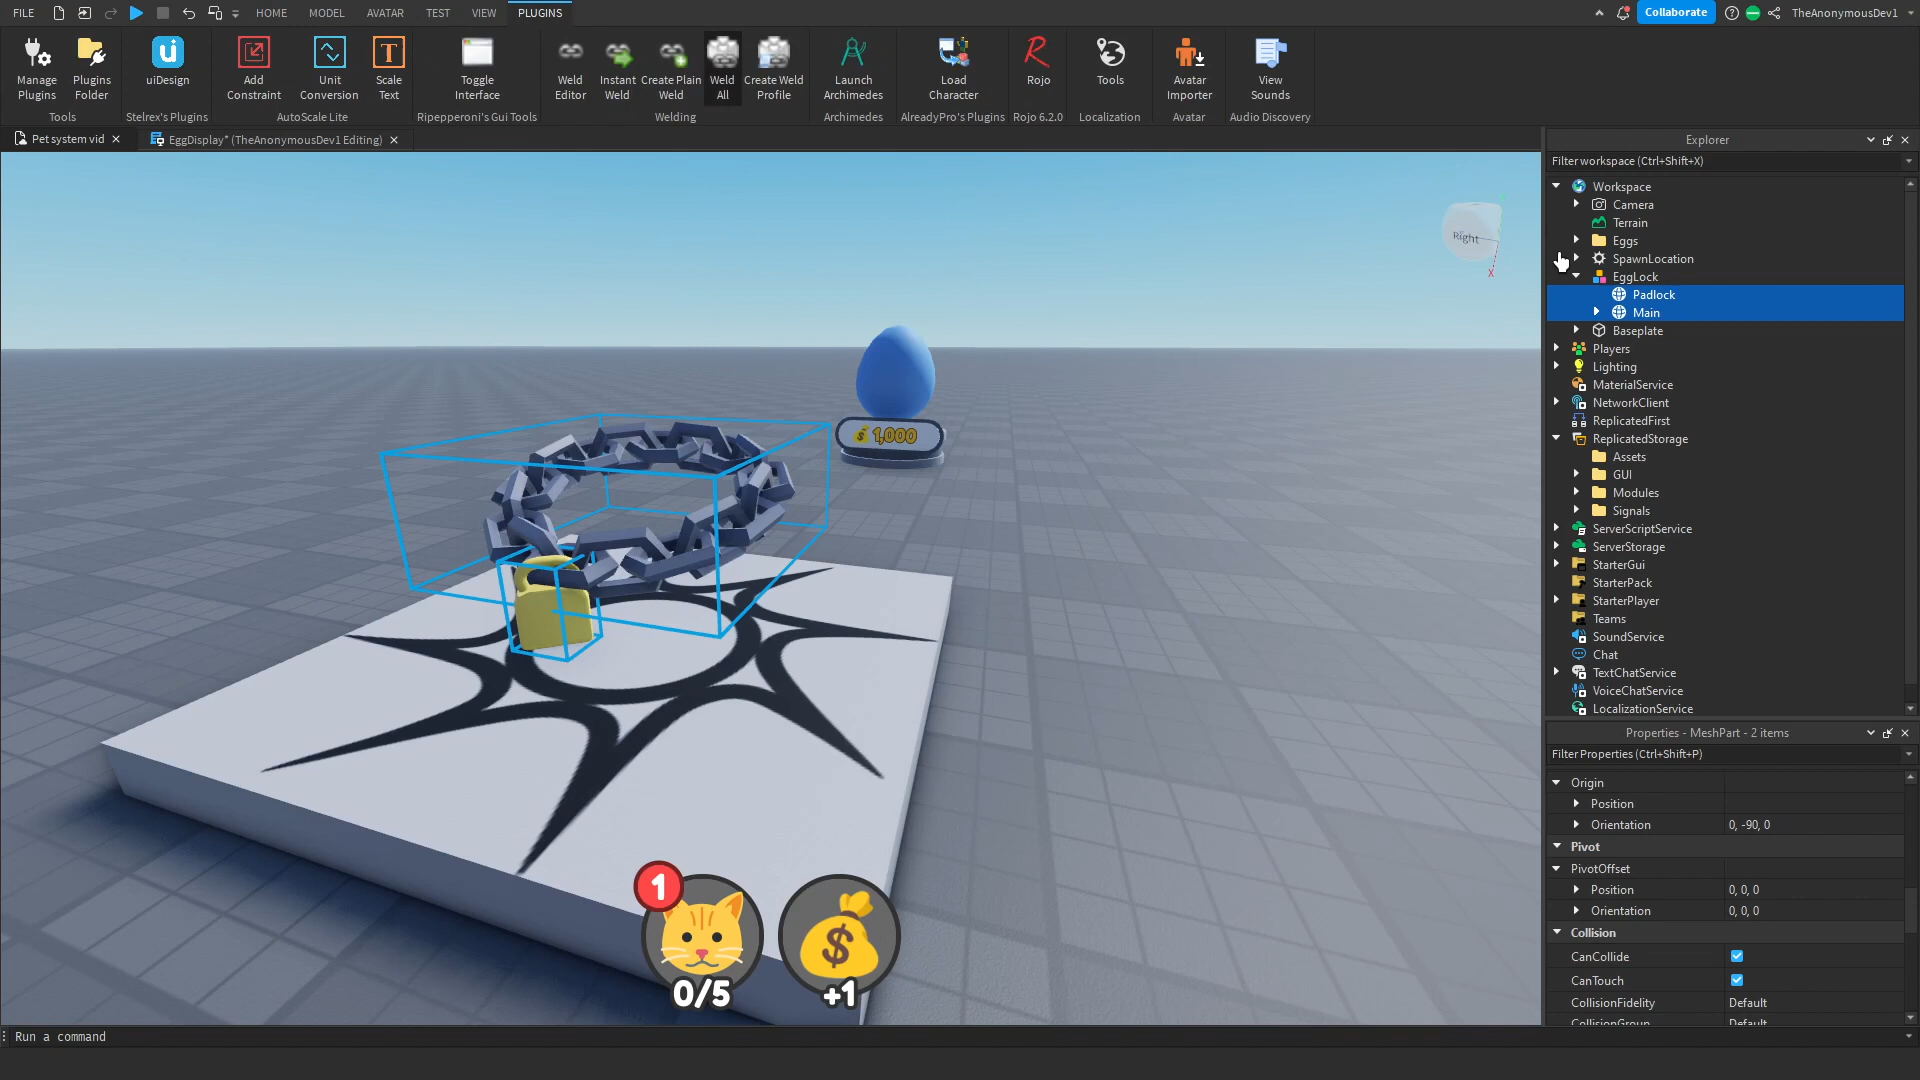 FILE HOME MODEL AVATAR TEST VIEW PLUGINS Collaborate TheAnonymousDev1
Manage Plugins
Plugins Folder
Tools
uiDesign
Stelrex's Plugins
Add Constraint
Unit Conversion
Scale Text
AutoScale Lite
Toggle Interface
Ripepperoni's Gui Tools
Weld Editor
Instant Weld
Create Plain Weld
Weld All
Create Weld Profile
Welding
Launch Archimedes
Archimedes
Load Character
AlreadyPro's Plugins
Rojo
Rojo 6.2.0
Tools
Localization
Avatar Importer
Avatar
View Sounds
Audio Discovery
Pet system vid
EggDisplay* (TheAnonymousDev1 Editing)
Right
X
1,000
1
0/5
$
+1
Run a command
Explorer
Filter workspace (Ctrl+Shift+X)
Workspace
Camera
Terrain
Eggs
SpawnLocation
EggLock
Padlock
Main
Baseplate
Players
Lighting
MaterialService
NetworkClient
ReplicatedFirst
ReplicatedStorage
Assets
GUI
Modules
Signals
ServerScriptService
ServerStorage
StarterGui
StarterPack
StarterPlayer
Teams
SoundService
Chat
TextChatService
VoiceChatService
LocalizationService
Properties - MeshPart - 2 items
Filter Properties (Ctrl+Shift+P)
Origin
Position
Orientation 0, -90, 0
Pivot
PivotOffset
Position 0, 0, 0
Orientation 0, 0, 0
Collision
CanCollide
CanTouch
CollisionFidelity Default
CollisionGroup Default